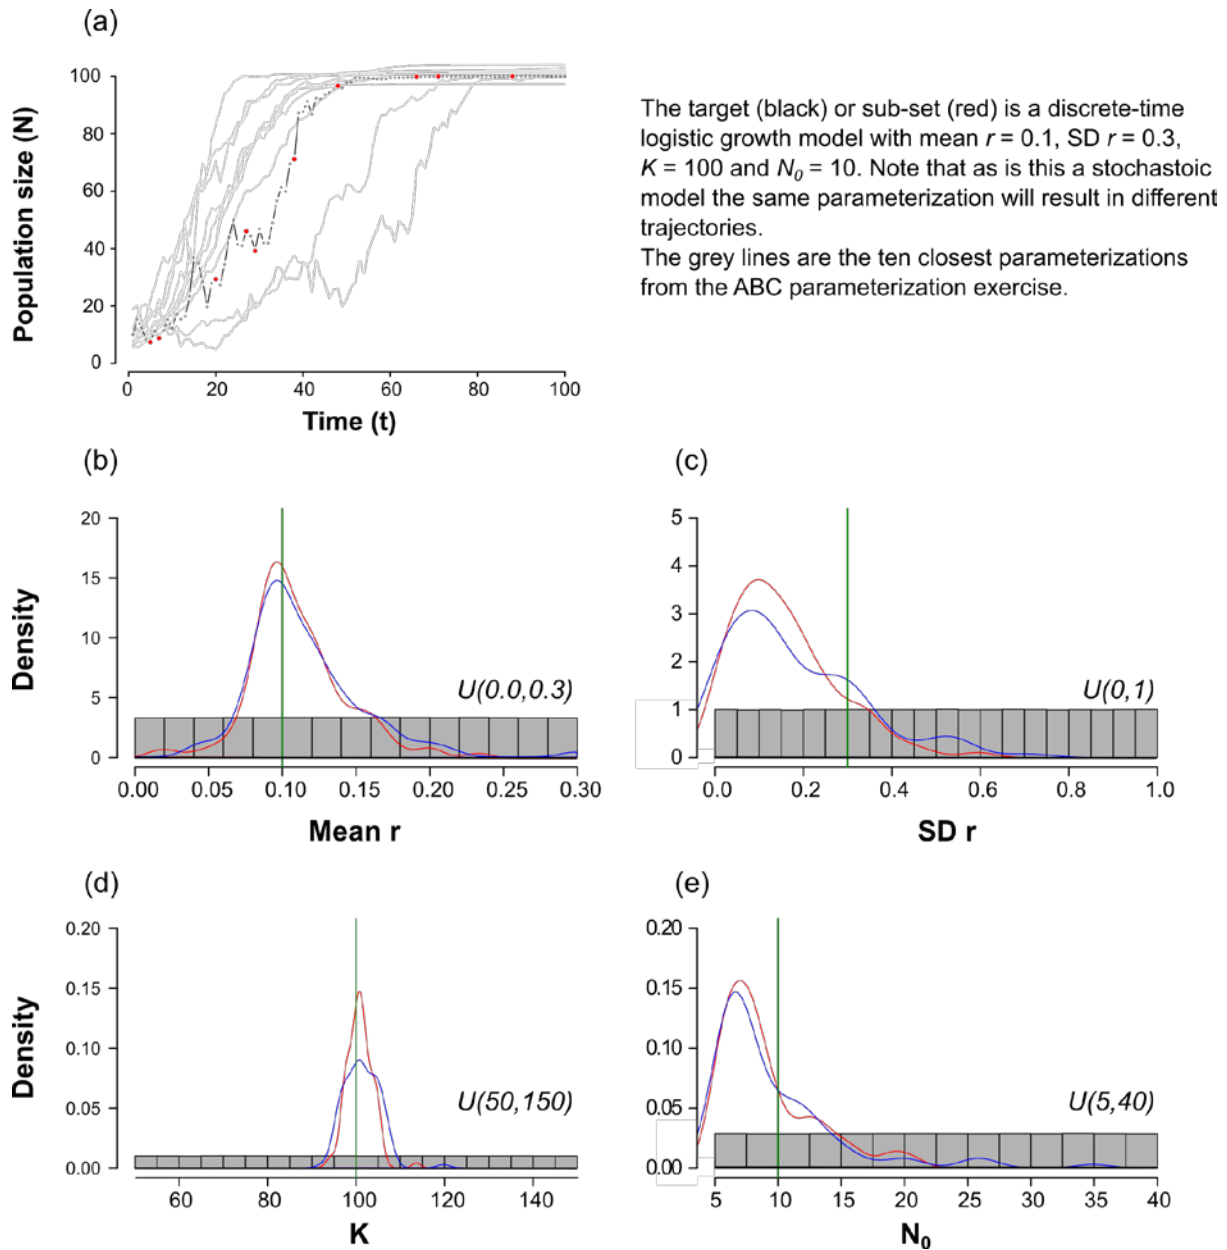 (a)
Population size (N)
100
80
60
40
20
0
0 20 40 60 80 100
Time (t)
The target (black) or sub-set (red) is a discrete-time
logistic growth model with mean r = 0.1, SD r = 0.3,
K = 100 and N0 = 10. Note that as is this a stochastoic
model the same parameterization will result in different
trajectories.
The grey lines are the ten closest parameterizations
from the ABC parameterization exercise.
(b)
Density
20
15
10
5
0
U(0.0,0.3)
0.00 0.05 0.10 0.15 0.20 0.25 0.30
Mean r
(c)
5
4
3
2
1
0
U(0,1)
0.0 0.2 0.4 0.6 0.8 1.0
SD r
(d)
Density
0.20
0.15
0.10
0.05
0.00
U(50,150)
60 80 100 120 140
K
(e)
0.20
0.15
0.10
0.05
0.00
U(5,40)
5 10 15 20 25 30 35 40
N0